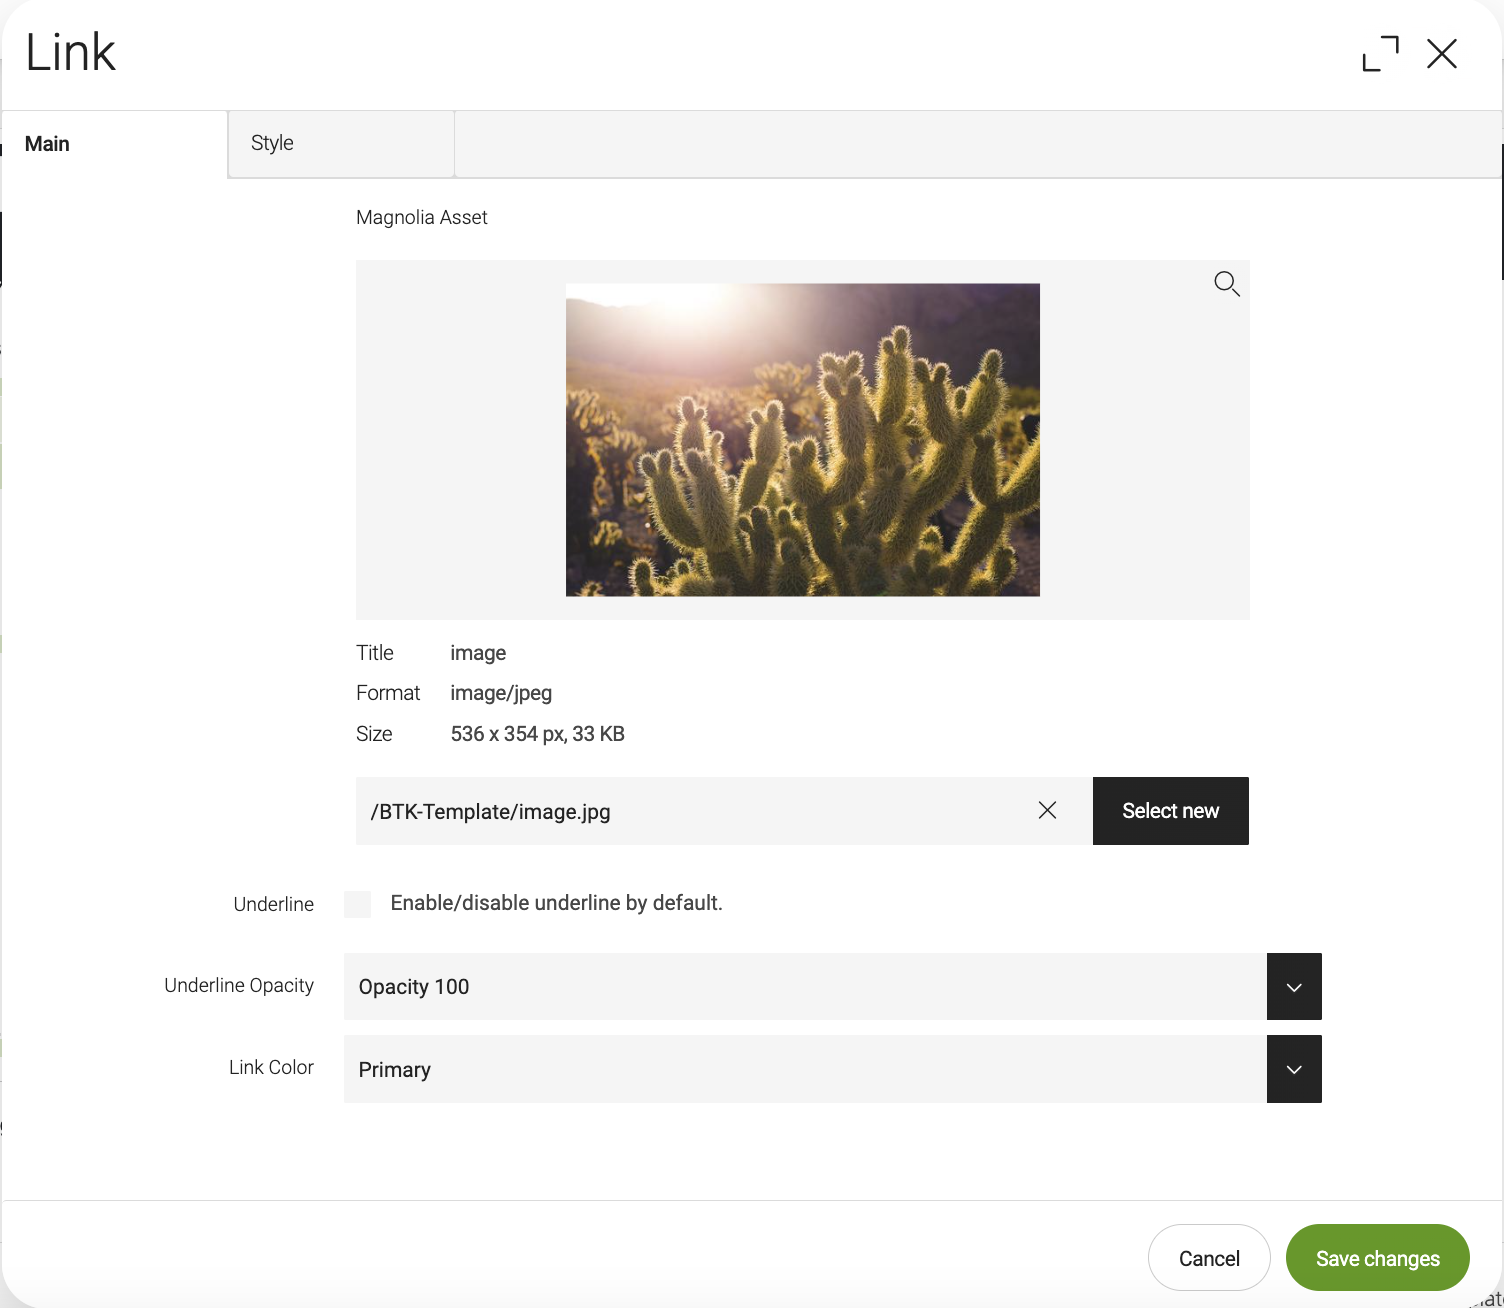 Link
Main
Style
Magnolia Asset
Title image
Format image/jpeg
Size 536 x 354 px, 33 KB
/BTK-Template/image.jpg
Select new
Underline Enable/disable underline by default.
Underline Opacity Opacity 100
Link Color Primary
Cancel
Save changes